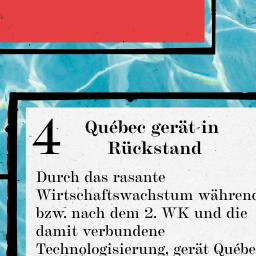 4
Québec gerät in
Rückstand
Durch das rasante
Wirtschaftswachstum während
bzw. nach dem 2. WK und die
damit verbundene
Technologisierung, gerät Québe